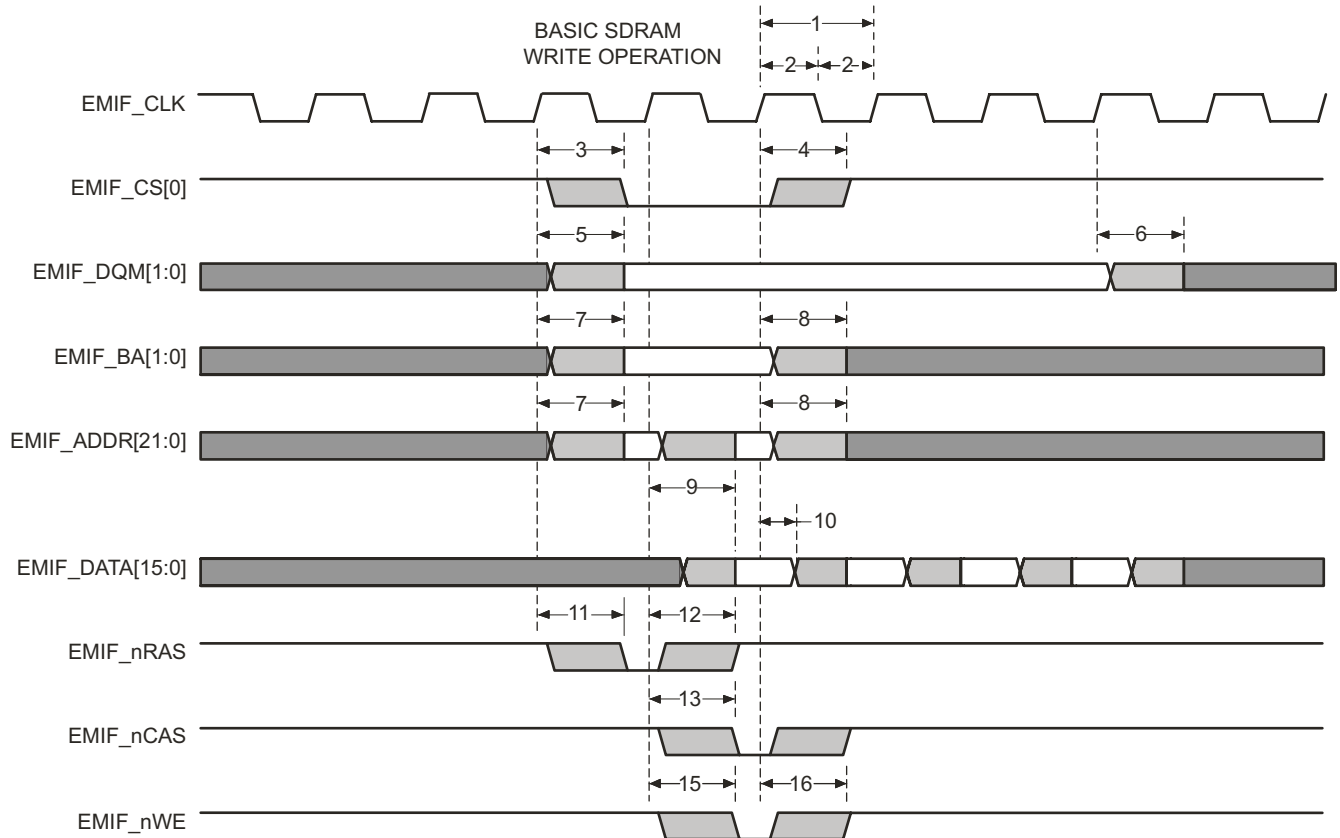 BASIC SDRAM
WRITE OPERATION
1
2 2
EMIF_CLK
3 4
EMIF_CS[0]
5 6
EMIF_DQM[1:0]
7 8
EMIF_BA[1:0]
7 8
EMIF_ADDR[21:0]
9
10
EMIF_DATA[15:0]
11 12
EMIF_nRAS
13
EMIF_nCAS
15 16
EMIF_nWE